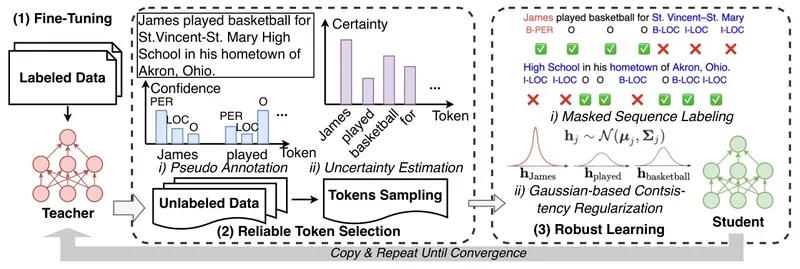 (1) Fine-Tuning
Labeled Data
Teacher
James played basketball for
St.Vincent-St. Mary High
School in his hometown of
Akron, Ohio.
Confidence
PER
LOC
O
PER
LOC
O
...
James
played
Token
i) Pseudo Annotation
Certainty
...
Token
James
played
basketball
for
ii) Uncertainty Estimation
Unlabeled Data
Tokens Sampling
(2) Reliable Token Selection
James played basketball for St. Vincent–St. Mary
B-PER O O O B-LOC I-LOC I-LOC
High School in his hometown of Akron, Ohio.
I-LOC I-LOC O O B-LOC O B-LOC I-LOC
i) Masked Sequence Labeling
hj ∼ N(μj, Σj)
hJames hplayed hbasketball
ii) Gaussian-based Contsis-
tency Regularization
(3) Robust Learning
Student
Copy & Repeat Until Convergence